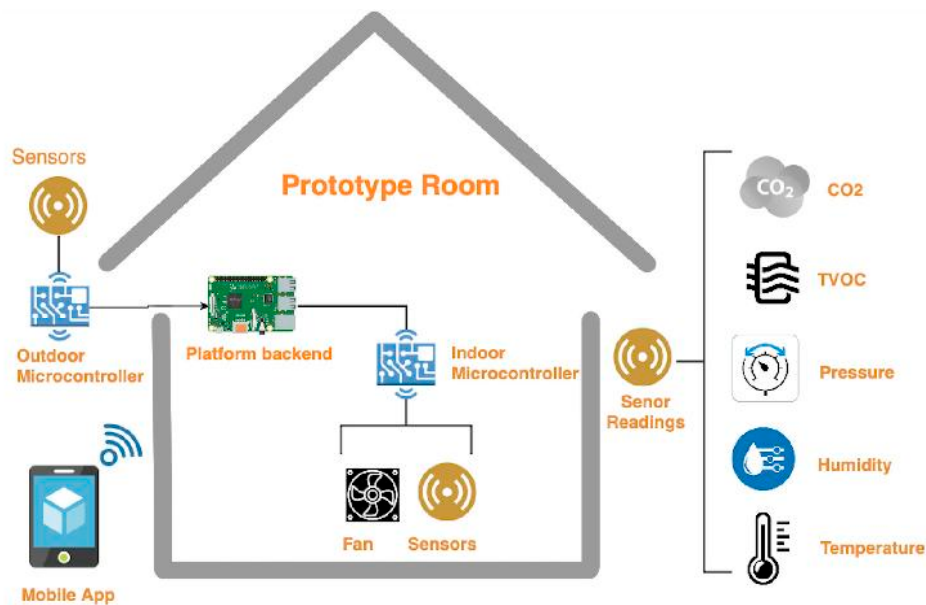 Prototype Room
Sensors
Outdoor
Microcontroller
Platform backend
Indoor
Microcontroller
Fan
Sensors
Mobile App
Senor
Readings
CO₂
CO2
TVOC
Pressure
Humidity
Temperature